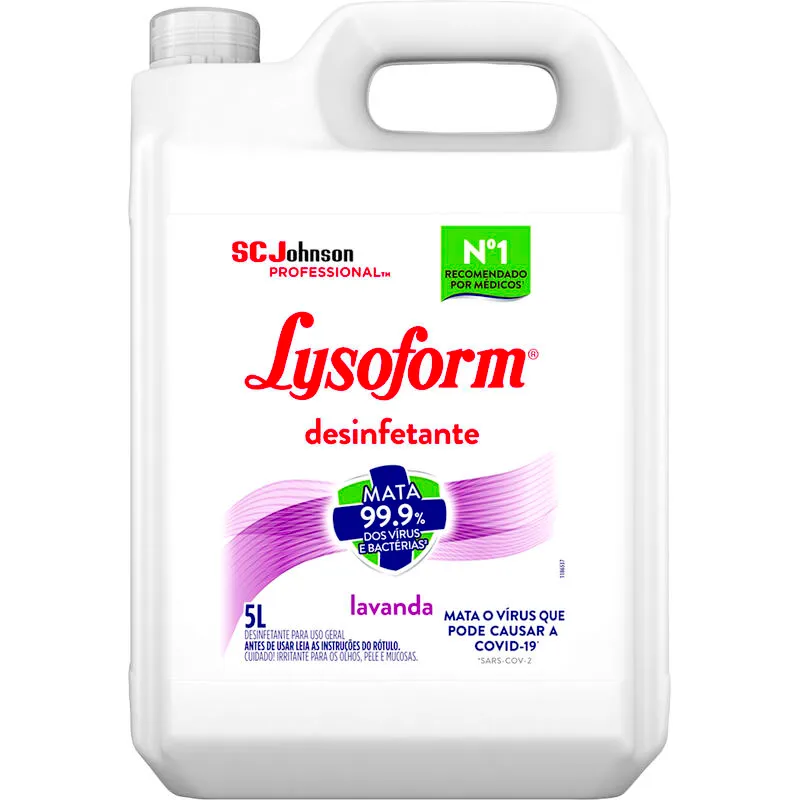 SCJohnson
PROFESSIONAL™
Nº1
RECOMENDADO
POR MÉDICOS¹
Lysoform®
desinfetante
MATA
99.9%
DOS VÍRUS
E BACTÉRIAS²
lavanda
5L
DESINFETANTE PARA USO GERAL
ANTES DE USAR LEIA AS INSTRUÇÕES DO RÓTULO.
CUIDADO! IRRITANTE PARA OS OLHOS, PELE E MUCOSAS.
MATA O VÍRUS QUE
PODE CAUSAR A
COVID-19*
*SARS-COV-2
1186537